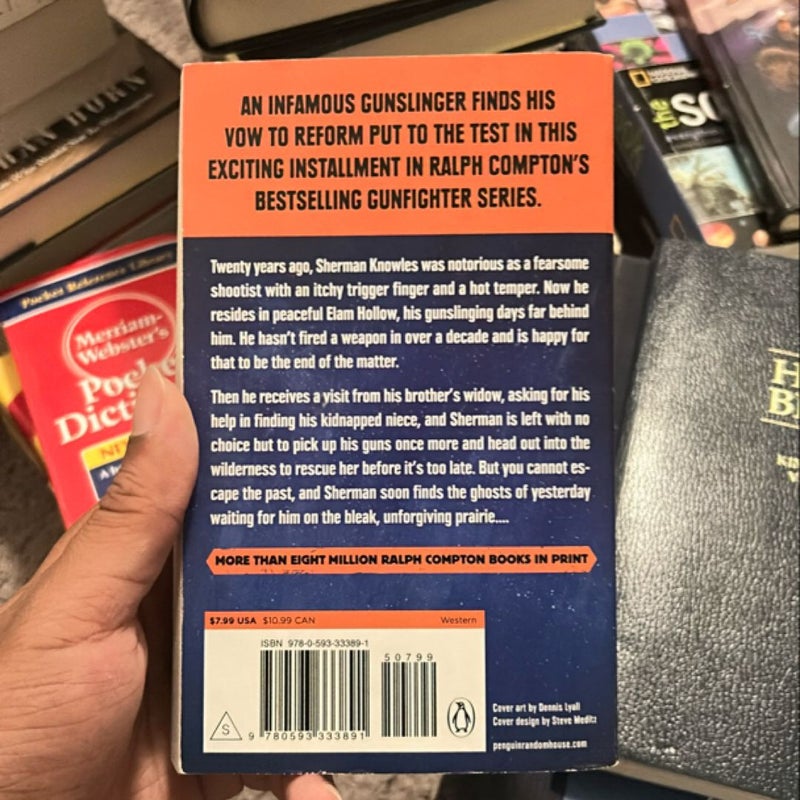 AN INFAMOUS GUNSLINGER FINDS HIS
VOW TO REFORM PUT TO THE TEST IN THIS
EXCITING INSTALLMENT IN RALPH COMPTON'S
BESTSELLING GUNFIGHTER SERIES.
Twenty years ago, Sherman Knowles was notorious as a fearsome
shootist with an itchy trigger finger and a hot temper. Now he
resides in peaceful Elam Hollow, his gunslinging days far behind
him. He hasn't fired a weapon in over a decade and is happy for
that to be the end of the matter.
Then he receives a visit from his brother's widow, asking for his
help in finding his kidnapped niece, and Sherman is left with no
choice but to pick up his guns once more and head out into the
wilderness to rescue her before it's too late. But you cannot es-
cape the past, and Sherman soon finds the ghosts of yesterday
waiting for him on the bleak, unforgiving prairie....
MORE THAN EIGHT MILLION RALPH COMPTON BOOKS IN PRINT
$7.99 USA $10.99 CAN Western
ISBN 978-0-593-33389-1
50799
S
9 780593 333891
Cover art by Dennis Lyall
Cover design by Steve Meditz
penguinrandomhouse.com
Pocket Reference Library
Merriam-
Webster's
NATIONAL
GEOGRAPHIC
the
BURN